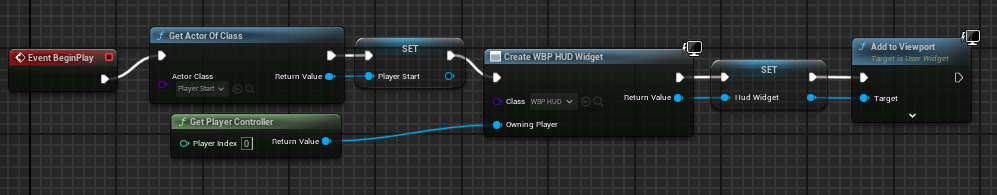 Event BeginPlay
Get Actor Of Class
Actor Class
Player Start
Return Value
SET
Player Start
Get Player Controller
Player Index 0
Return Value
Create WBP HUD Widget
Class WBP HUD
Return Value
Owning Player
SET
Hud Widget
Add to Viewport
Target is User Widget
Target